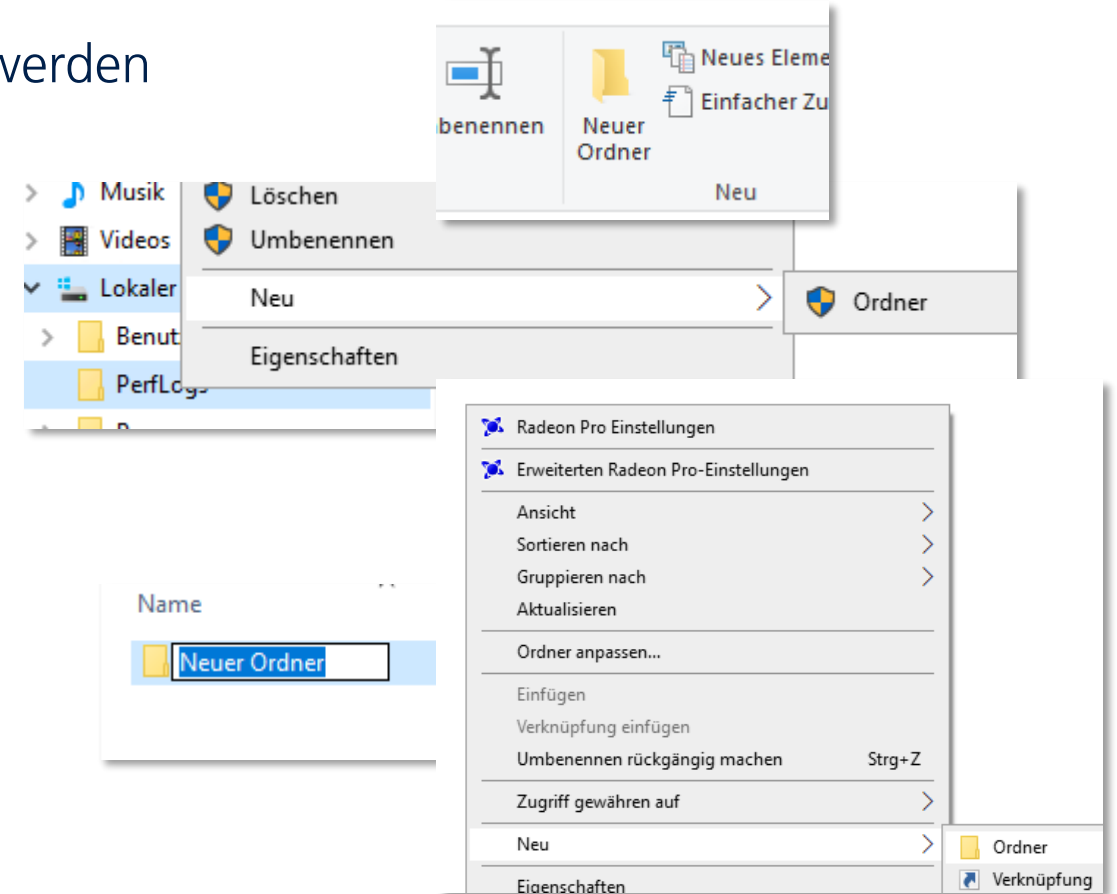 werden
benennen
Neuer
Ordner
Neues Eleme
Einfacher Zu
Neu
Musik
Videos
Lokaler
Benut
PerfLogs
Löschen
Umbenennen
Neu
Eigenschaften
Ordner
Name
Neuer Ordner
Radeon Pro Einstellungen
Erweiterten Radeon Pro-Einstellungen
Ansicht
Sortieren nach
Gruppieren nach
Aktualisieren
Ordner anpassen...
Einfügen
Verknüpfung einfügen
Umbenennen rückgängig machen Strg+Z
Zugriff gewähren auf
Neu
Eigenschaften
Ordner
Verknüpfung